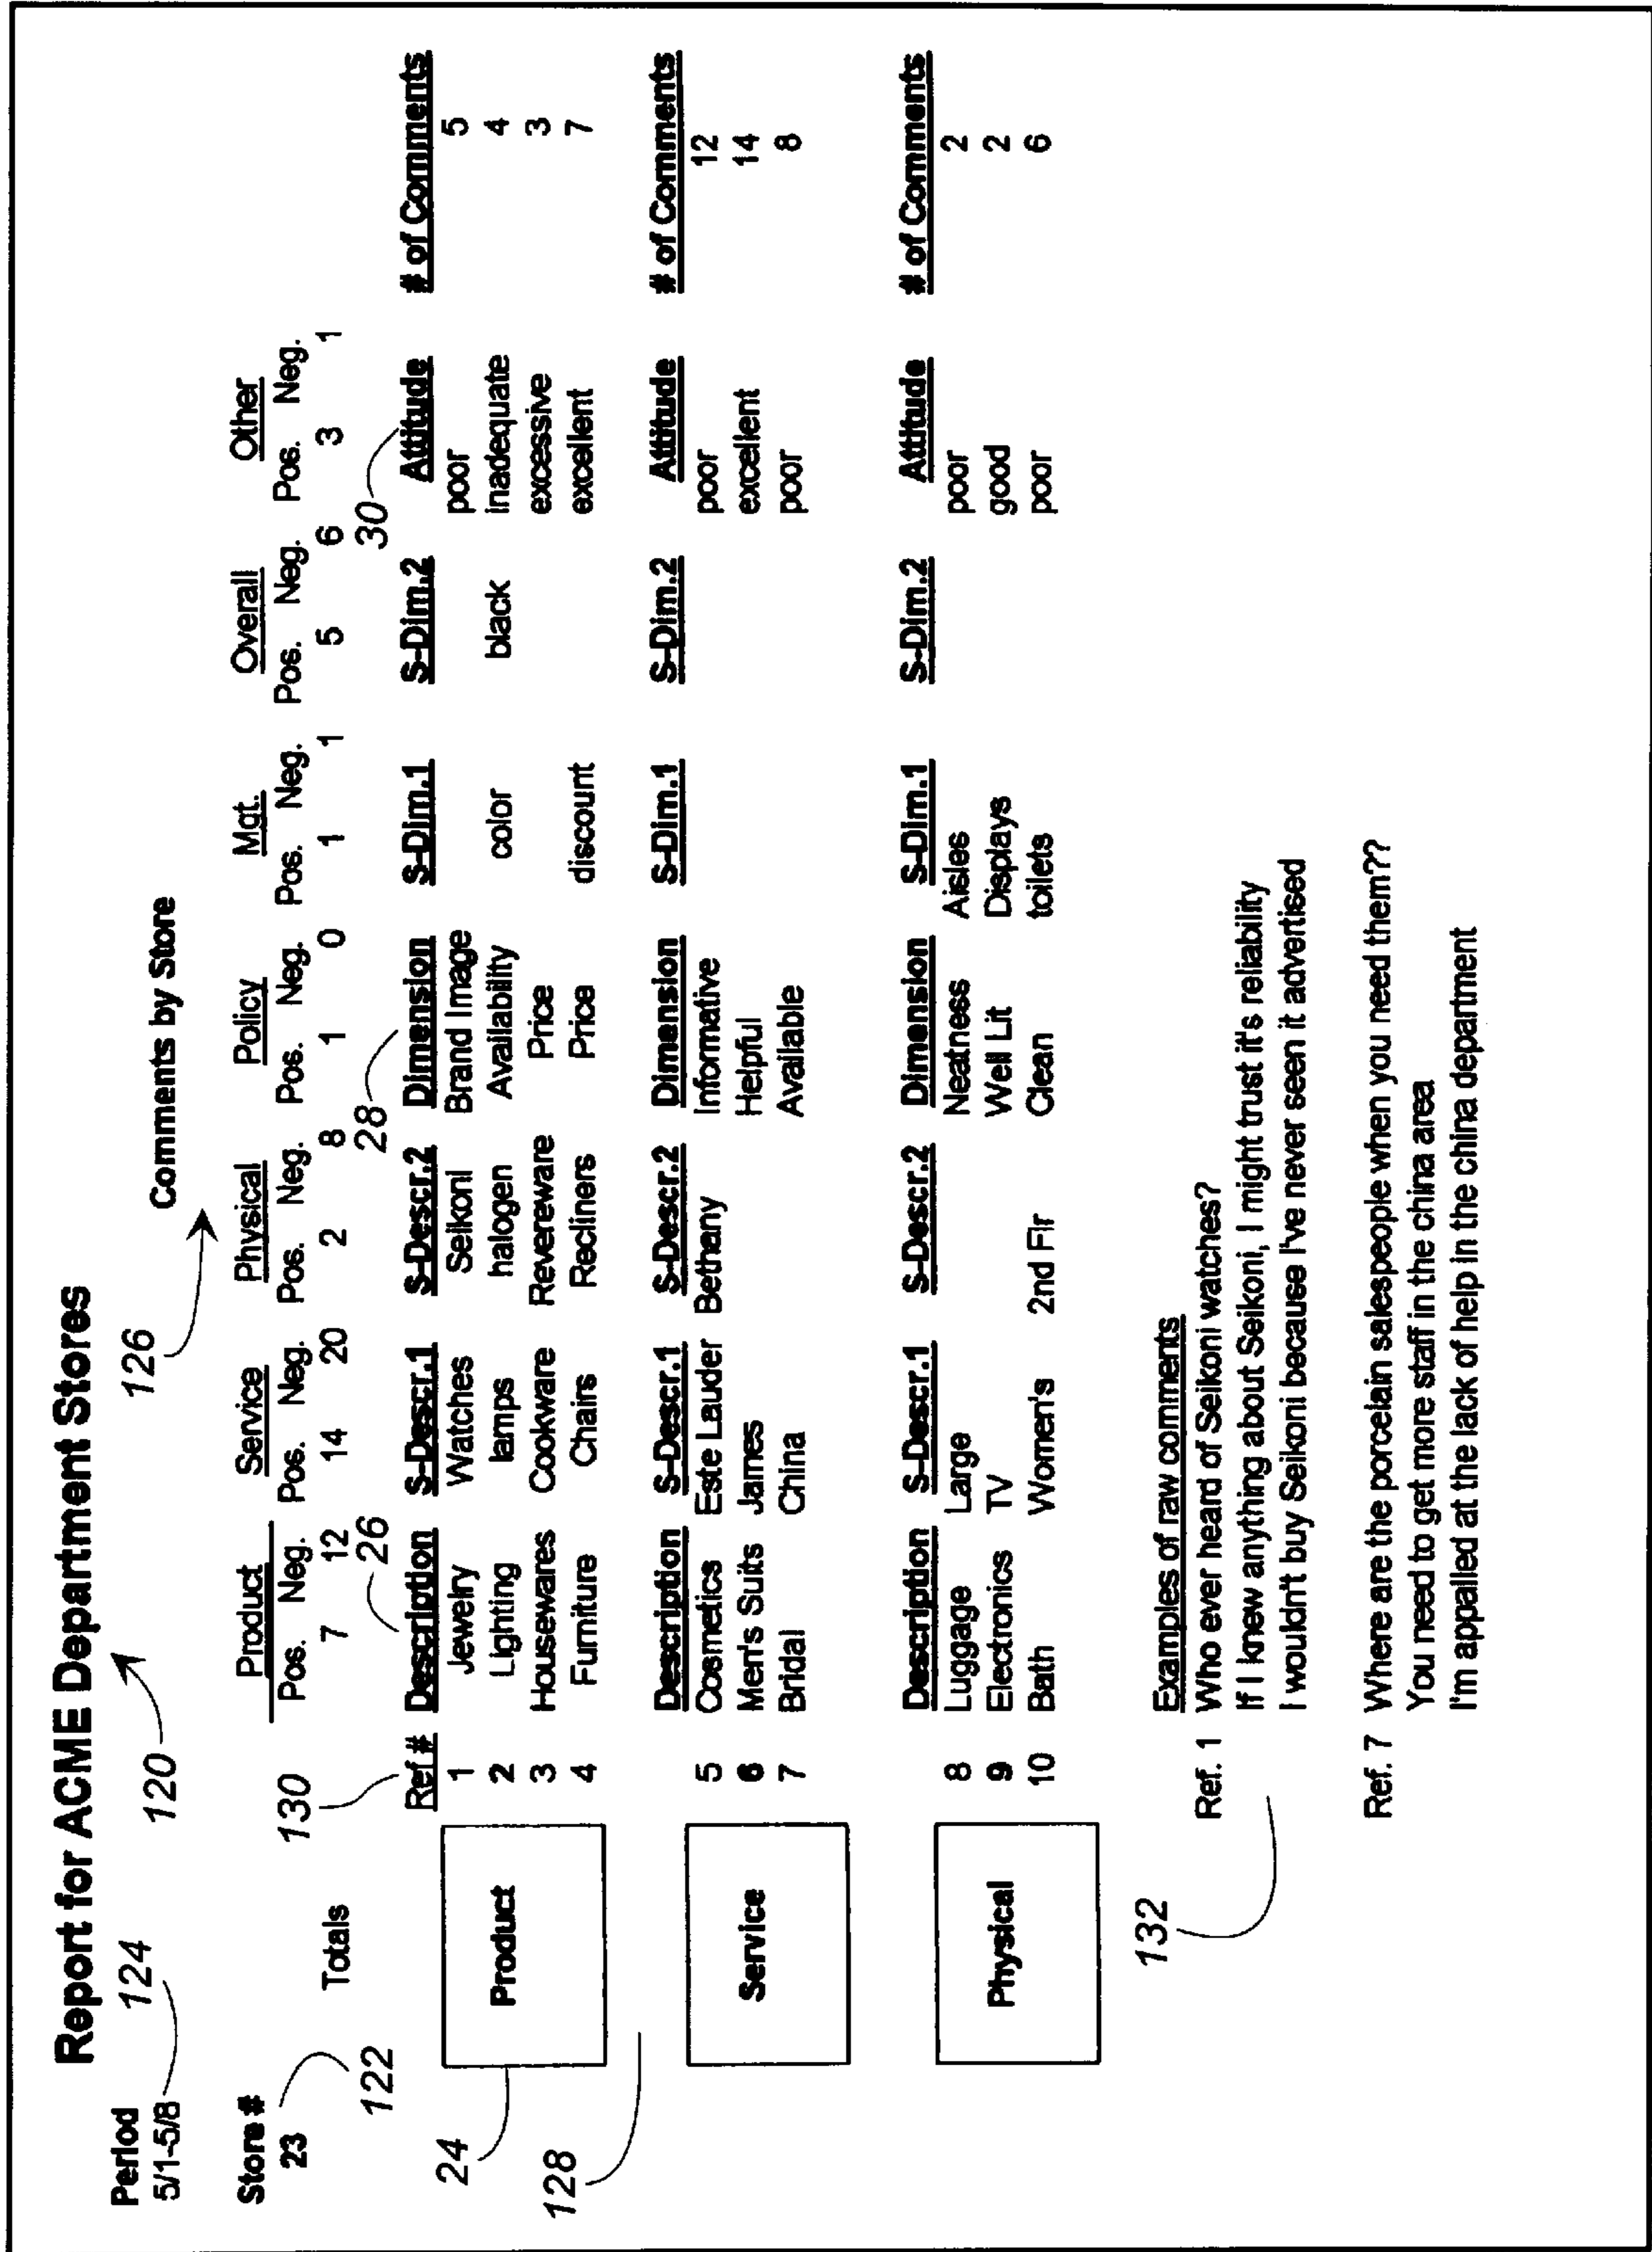 Report for ACME Department Stores
Period
5/1-5/8 124 120 126
Comments by Store
Store #
23 122
Product Service Physical Policy Mgt. Overall Other
Pos. Neg. Pos. Neg. Pos. Neg. Pos. Neg. Pos. Neg. Pos. Neg. Pos. Neg.
Totals 7 12 14 20 2 8 1 0 1 1 5 6 3 1
130 26 28 30
Ref # Description S-Descr.1 S-Descr.2 Dimension S-Dim.1 S-Dim.2 Attitude # of Comments
24 Product
1 Jewelry Watches Seikoni Brand Image poor 5
2 Lighting lamps halogen Availability color black inadequate 4
3 Housewares Cookware Revereware Price excessive 3
4 Furniture Chairs Recliners Price discount excellent 7
128
Description S-Descr.1 S-Descr.2 Dimension S-Dim.1 S-Dim.2 Attitude # of Comments
Service
5 Cosmetics Este Lauder Bethany Informative poor 12
6 Men's Suits James Helpful excellent 14
7 Bridal China Available poor 8
Description S-Descr.1 S-Descr.2 Dimension S-Dim.1 S-Dim.2 Attitude # of Comments
Physical
8 Luggage Large Neatness Aisles poor 2
9 Electronics TV Well Lit Displays good 2
10 Bath Women's 2nd Flr Clean toilets poor 6
132
Examples of raw comments
Ref. 1 Who ever heard of Seikoni watches?
If I knew anything about Seikoni, I might trust it's reliability
I wouldn't buy Seikoni because I've never seen it advertised
Ref. 7 Where are the porcelain salespeople when you need them??
You need to get more staff in the china area
I'm appalled at the lack of help in the china department